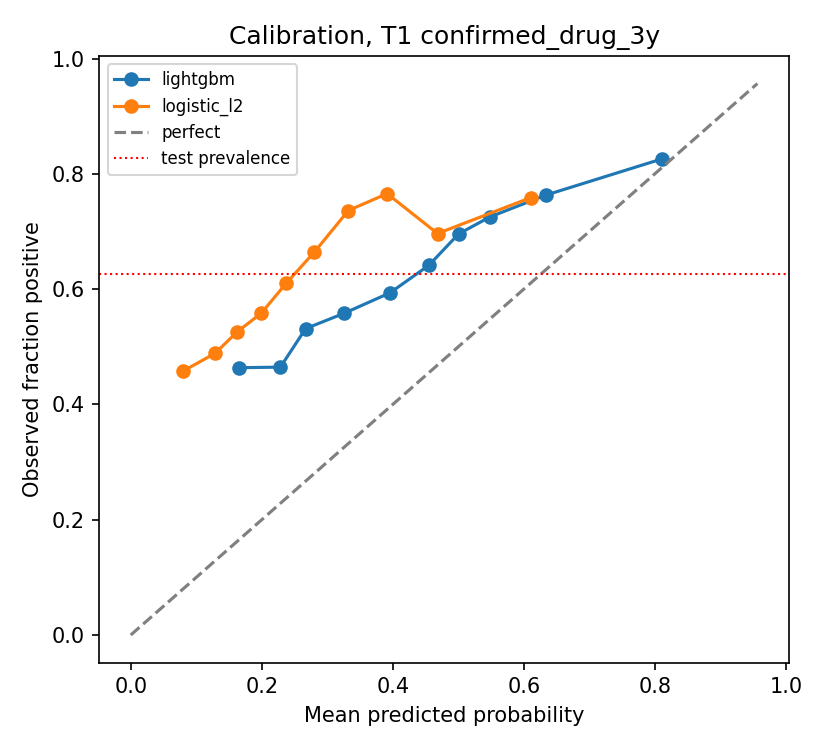 Calibration, T1 confirmed_drug_3y
lightgbm
logistic_l2
perfect
test prevalence
Observed fraction positive
1.0
0.8
0.6
0.4
0.2
0.0
0.0 0.2 0.4 0.6 0.8 1.0
Mean predicted probability